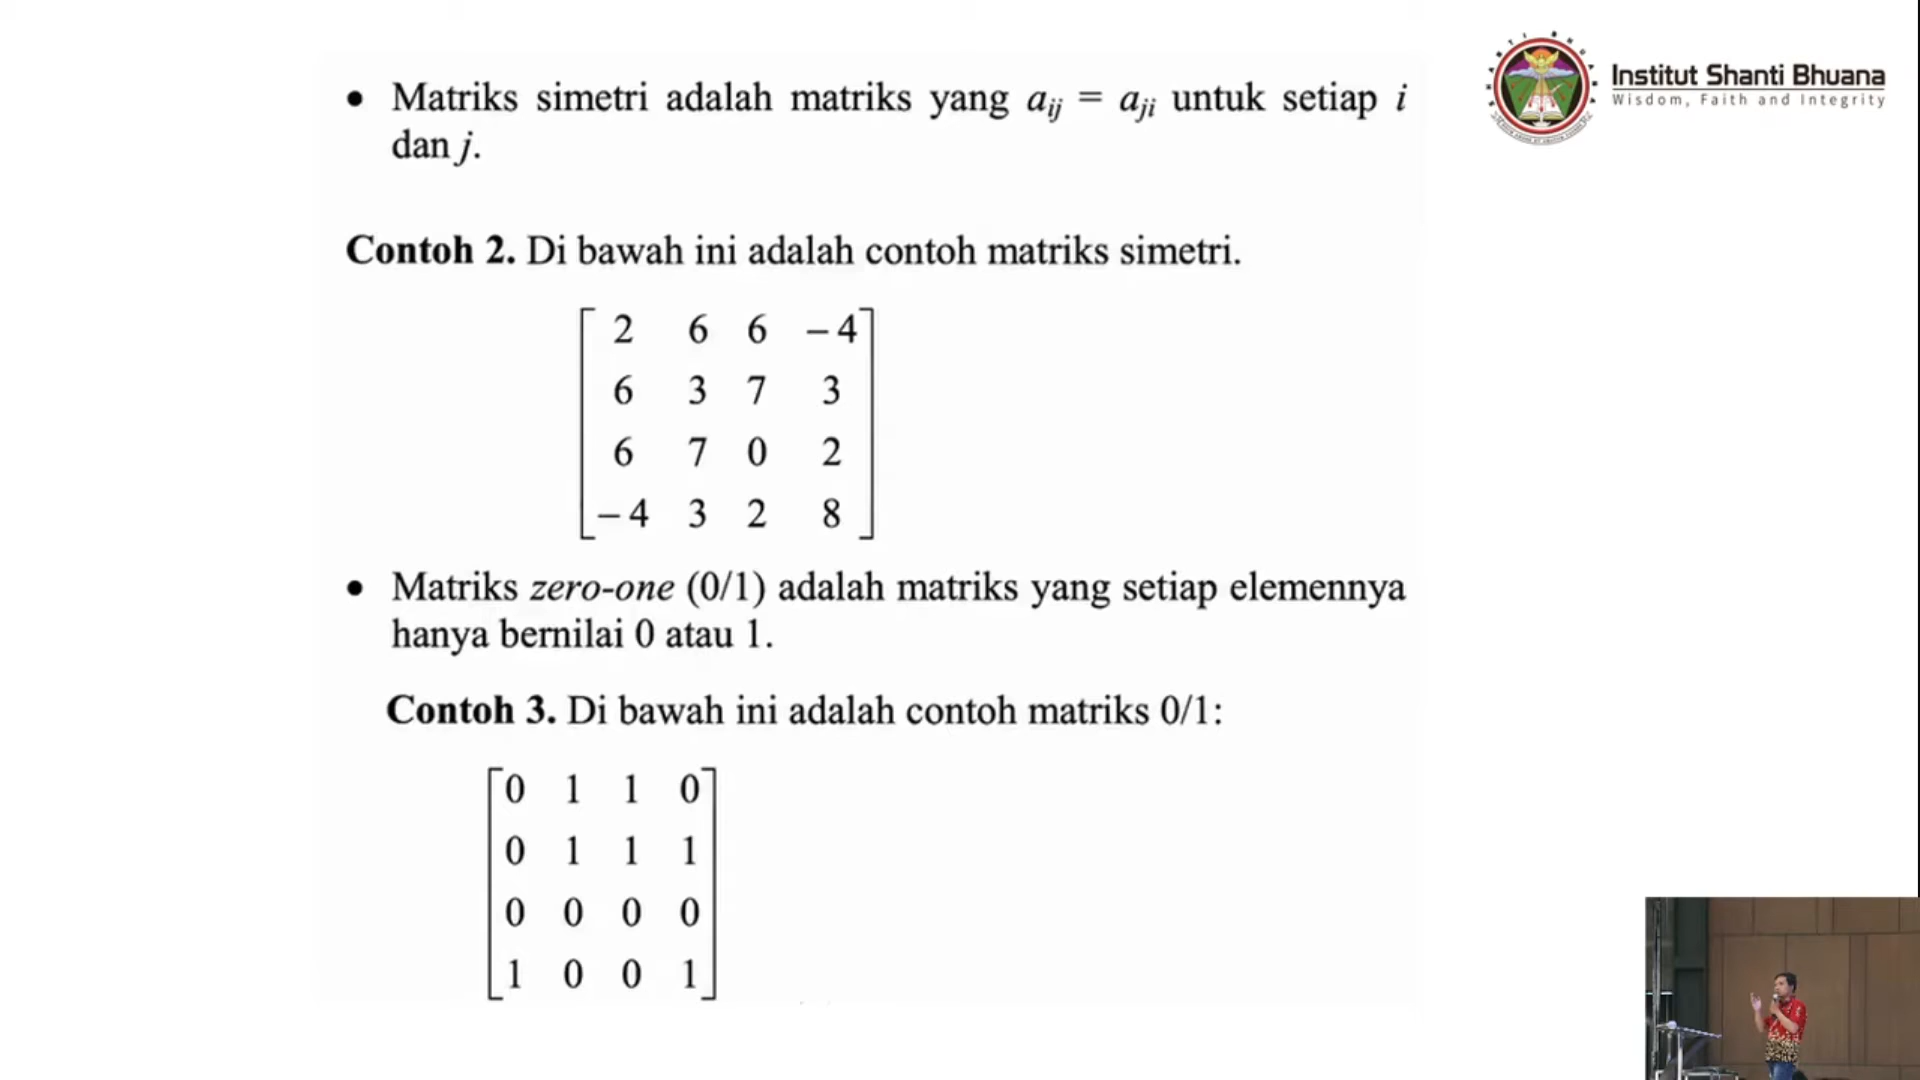 • Matriks simetri adalah matriks yang aij = aji untuk setiap i
dan j.
Institut Shanti Bhuana
Wisdom, Faith and Integrity
Contoh 2. Di bawah ini adalah contoh matriks simetri.
2 6 6 – 4
6 3 7 3
6 7 0 2
– 4 3 2 8
• Matriks zero-one (0/1) adalah matriks yang setiap elemennya
hanya bernilai 0 atau 1.
Contoh 3. Di bawah ini adalah contoh matriks 0/1:
0 1 1 0
0 1 1 1
0 0 0 0
1 0 0 1